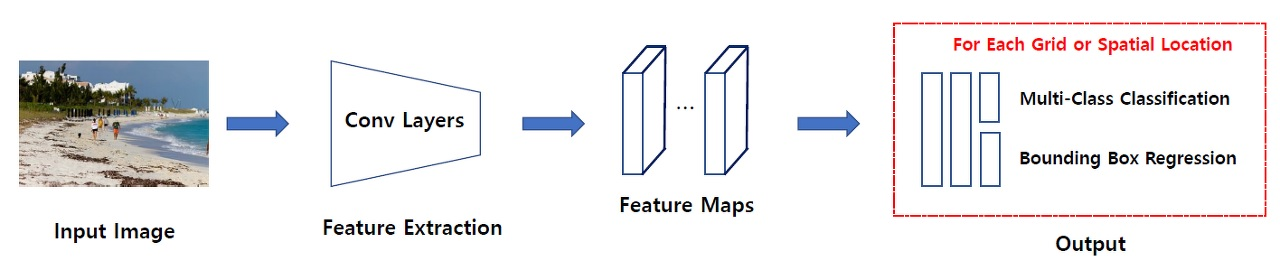 Input Image
Conv Layers
Feature Extraction
...
Feature Maps
For Each Grid or Spatial Location
Multi-Class Classification
Bounding Box Regression
Output